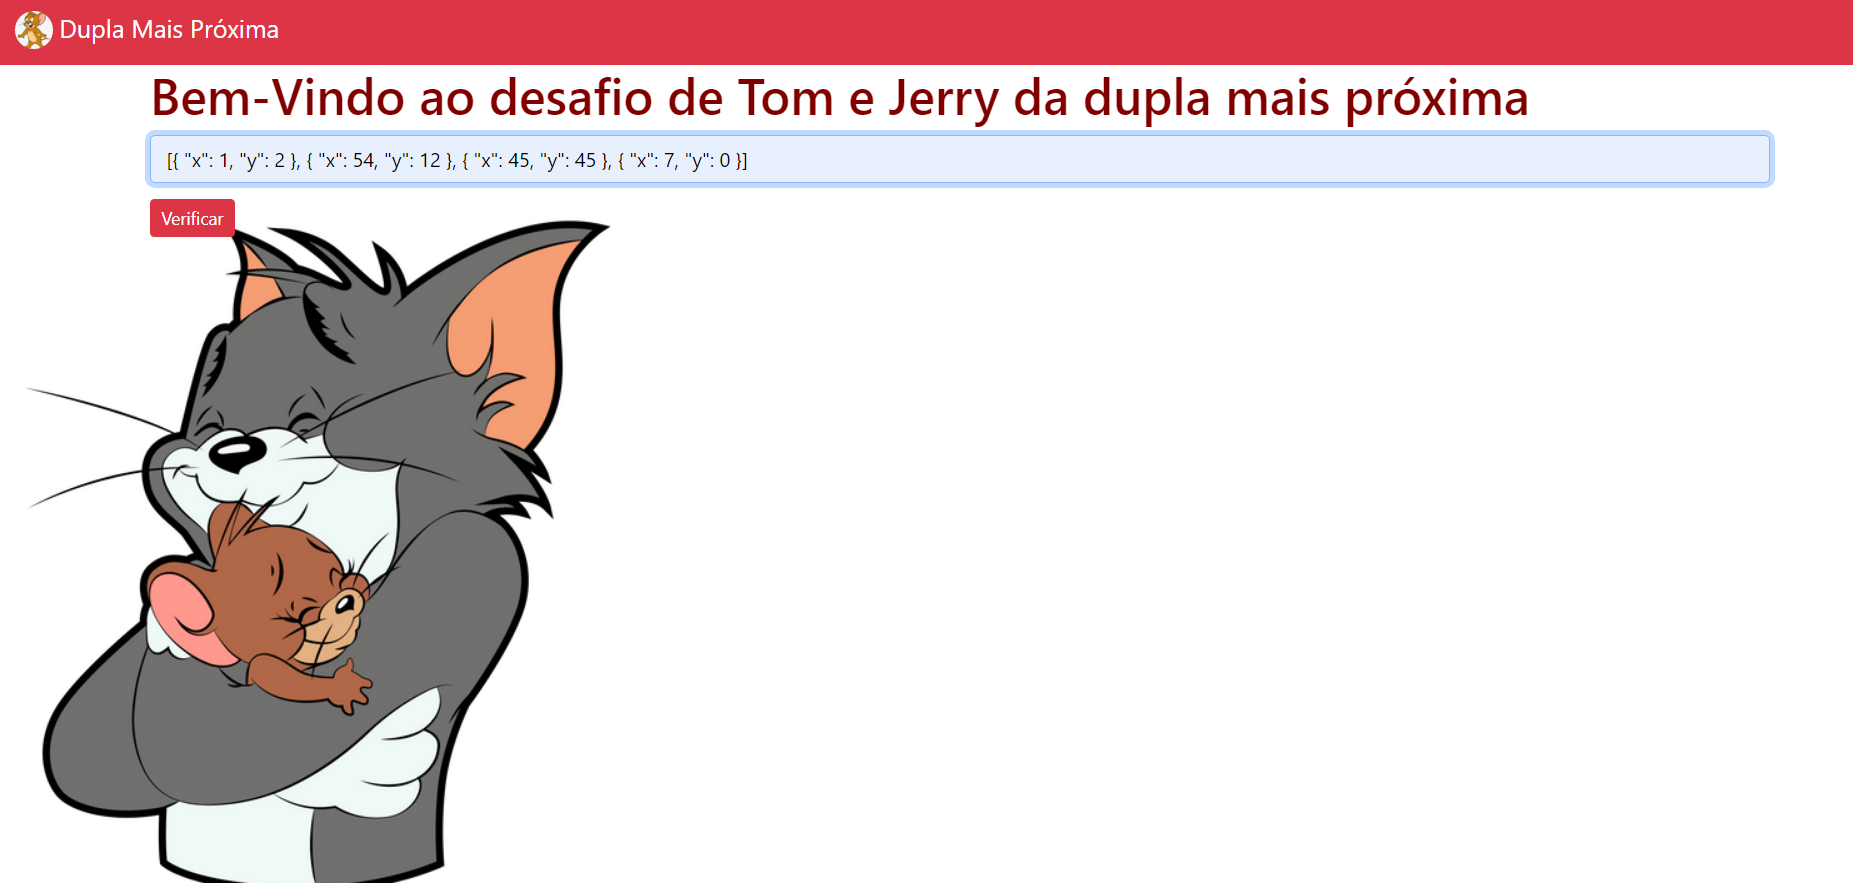 Dupla Mais Próxima
Bem-Vindo ao desafio de Tom e Jerry da dupla mais próxima
[{ "x": 1, "y": 2 }, { "x": 54, "y": 12 }, { "x": 45, "y": 45 }, { "x": 7, "y": 0 }]
Verificar